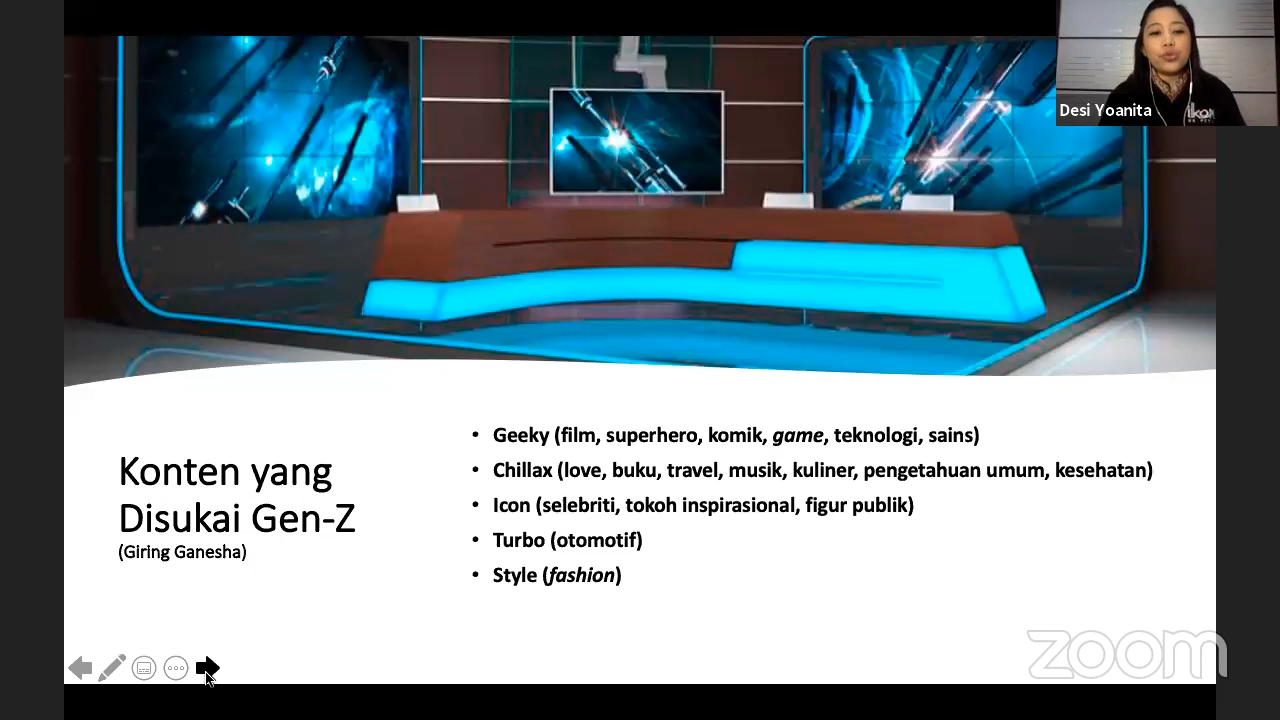 Desi Yoanita
Konten yang
Disukai Gen-Z
(Giring Ganesha)
• Geeky (film, superhero, komik, game, teknologi, sains)
• Chillax (love, buku, travel, musik, kuliner, pengetahuan umum, kesehatan)
• Icon (selebriti, tokoh inspirasional, figur publik)
• Turbo (otomotif)
• Style (fashion)
zoom